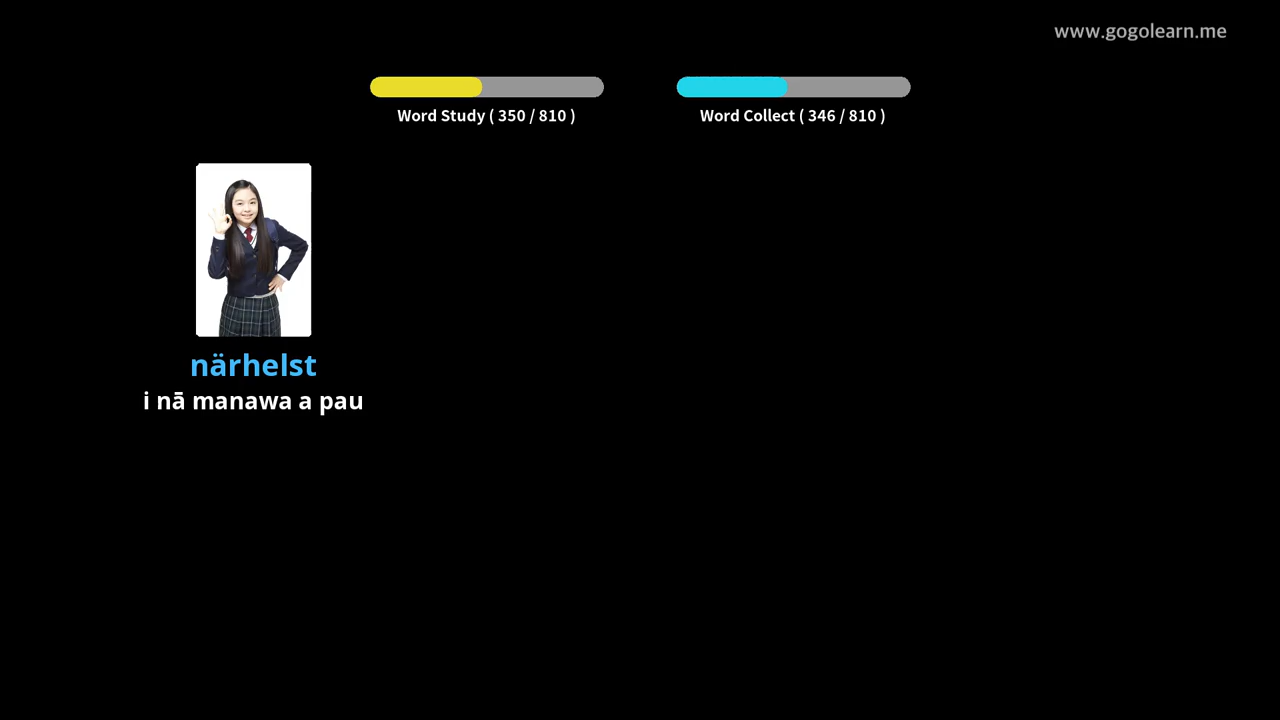 www.gogolearn.me
Word Study ( 350 / 810 )
Word Collect ( 346 / 810 )
närhelst
i nā manawa a pau